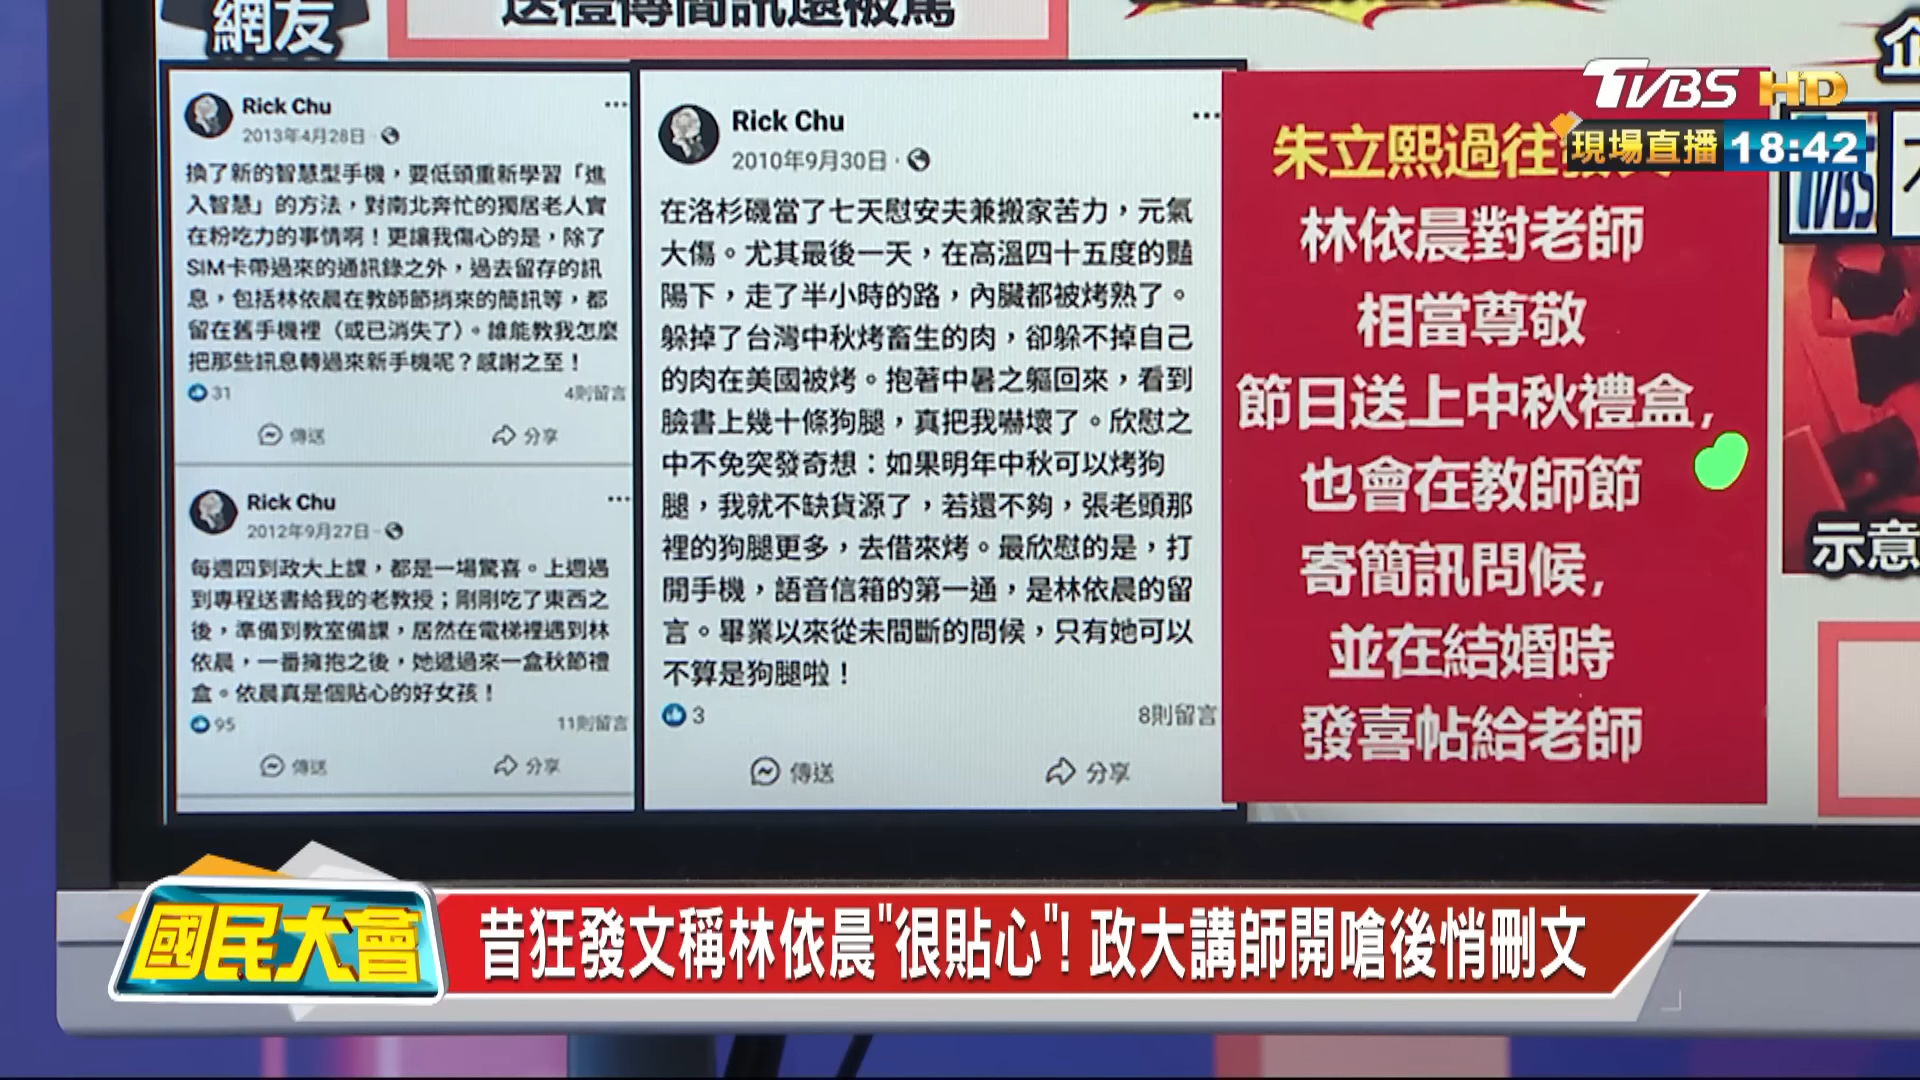 網友
送禮傳簡訊還被罵
Rick Chu
2013年4月28日
換了新的智慧型手機，要低頭重新學習「進
入智慧」的方法，對南北奔忙的獨居老人實
在粉吃力的事情啊！更讓我傷心的是，除了
SIM卡帶過來的通訊錄之外，過去留存的訊
息，包括林依晨在教師節捎來的簡訊等，都
留在舊手機裡（或已消失了）。誰能教我怎麼
把那些訊息轉過來新手機呢？感謝之至！
31
4則留言
傳送
分享
Rick Chu
2012年9月27日
每週四到政大上課，都是一場驚喜。上週遇
到專程送書給我的老教授；剛剛吃了東西之
後，準備到教室備課，居然在電梯裡遇到林
依晨，一番擁抱之後，她遞過來一盒秋節禮
盒。依晨真是個貼心的好女孩！
95
11則留言
傳送
分享
Rick Chu
2010年9月30日
在洛杉磯當了七天慰安夫兼搬家苦力，元氣
大傷。尤其最後一天，在高溫四十五度的豔
陽下，走了半小時的路，內臟都被烤熟了。
躲掉了台灣中秋烤畜生的肉，卻躲不掉自己
的肉在美國被烤。抱著中暑之軀回來，看到
臉書上幾十條狗腿，真把我嚇壞了。欣慰之
中不免突發奇想：如果明年中秋可以烤狗
腿，我就不缺貨源了，若還不夠，張老頭那
裡的狗腿更多，去借來烤。最欣慰的是，打
開手機，語音信箱的第一通，是林依晨的留
言。畢業以來從未間斷的問候，只有她可以
不算是狗腿啦！
3
8則留言
傳送
分享
朱立熙過往
林依晨對老師
相當尊敬
節日送上中秋禮盒，
也會在教師節
寄簡訊問候，
並在結婚時
發喜帖給老師
TVBS HD
現場直播 18:42
TVBS
示意
國民大會
昔狂發文稱林依晨"很貼心"！政大講師開嗆後悄刪文